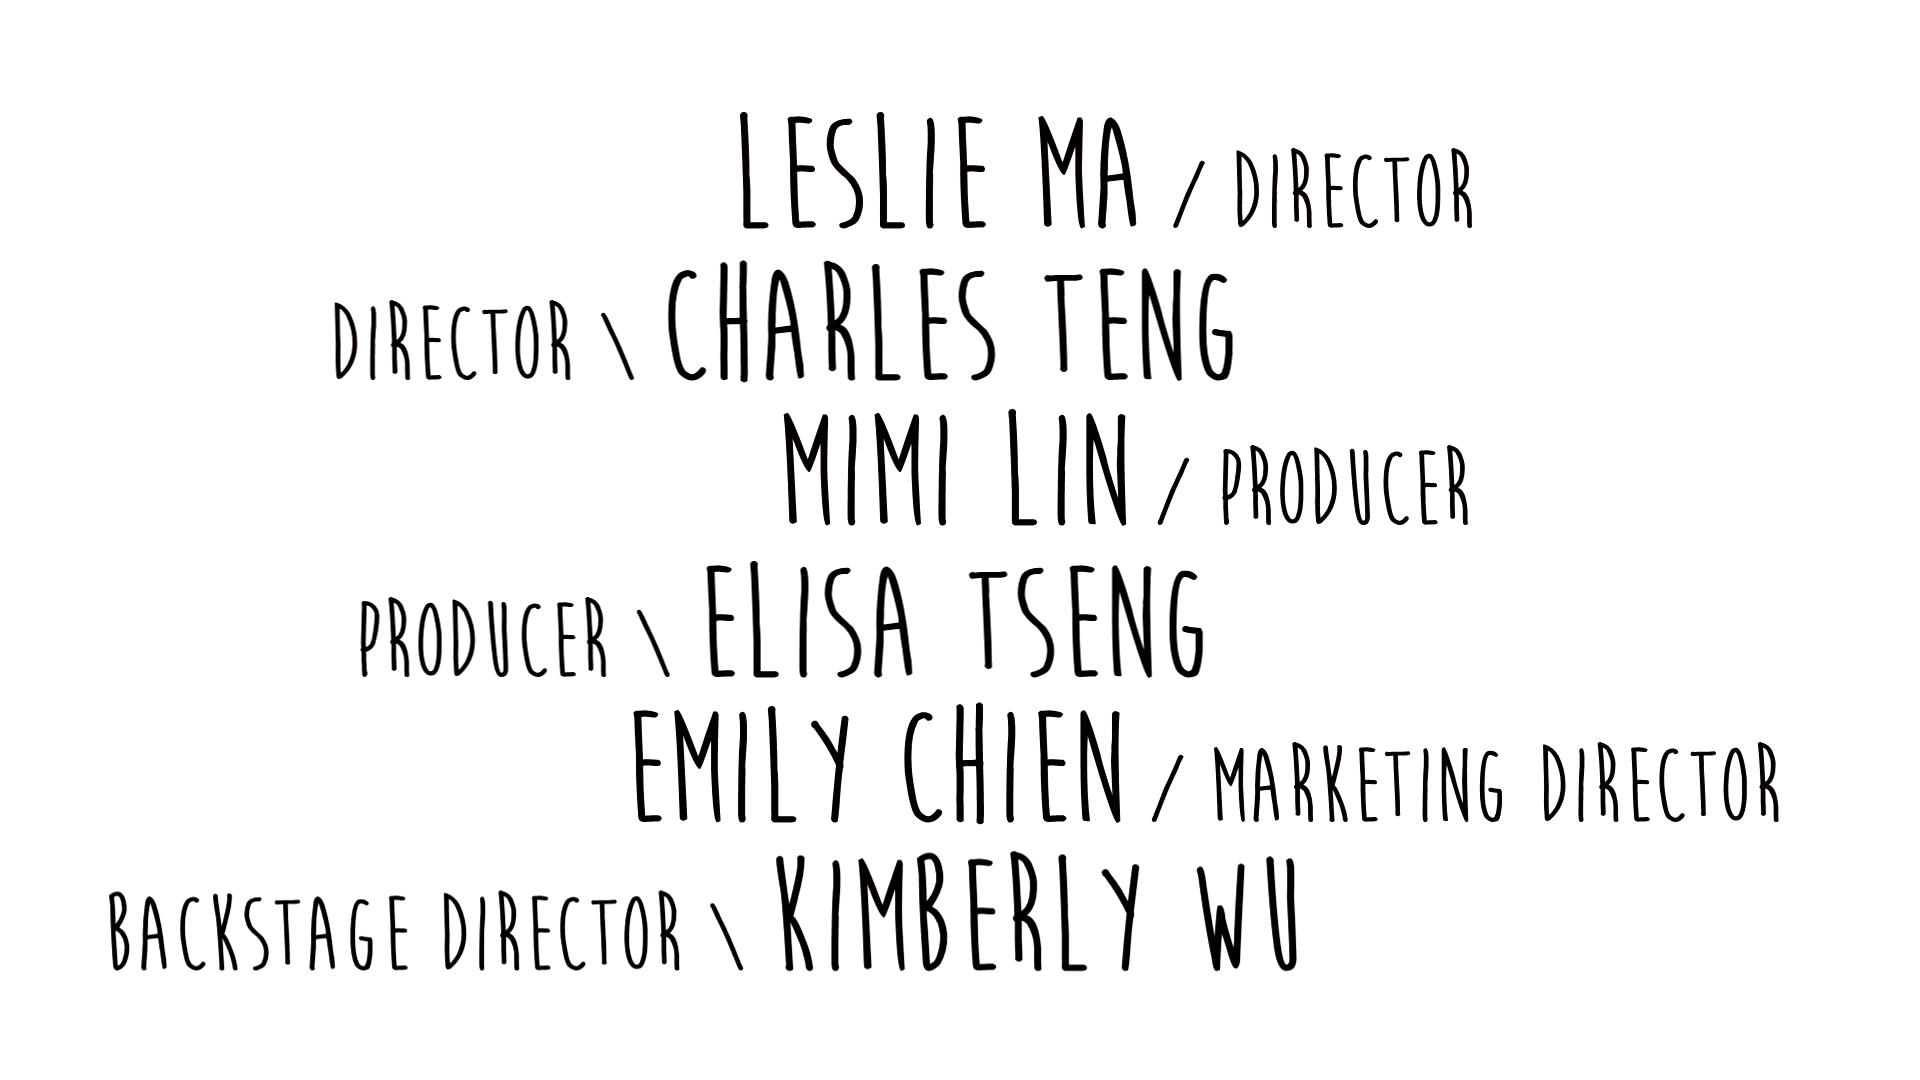 LESLIE MA / DIRECTOR
DIRECTOR \ CHARLES TENG
MIMI LIN / PRODUCER
PRODUCER \ ELISA TSENG
EMILY CHIEN / MARKETING DIRECTOR
BACKSTAGE DIRECTOR \ KIMBERLY WU